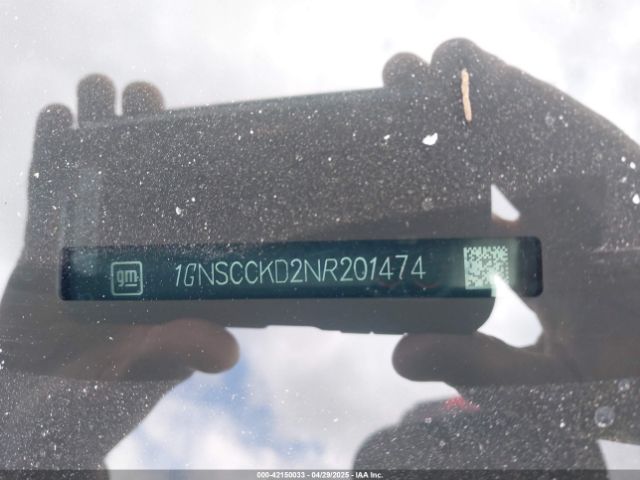 gm 1GNSCCKD2NR201474
000-42150033 - 04/29/2025 - IAA Inc.